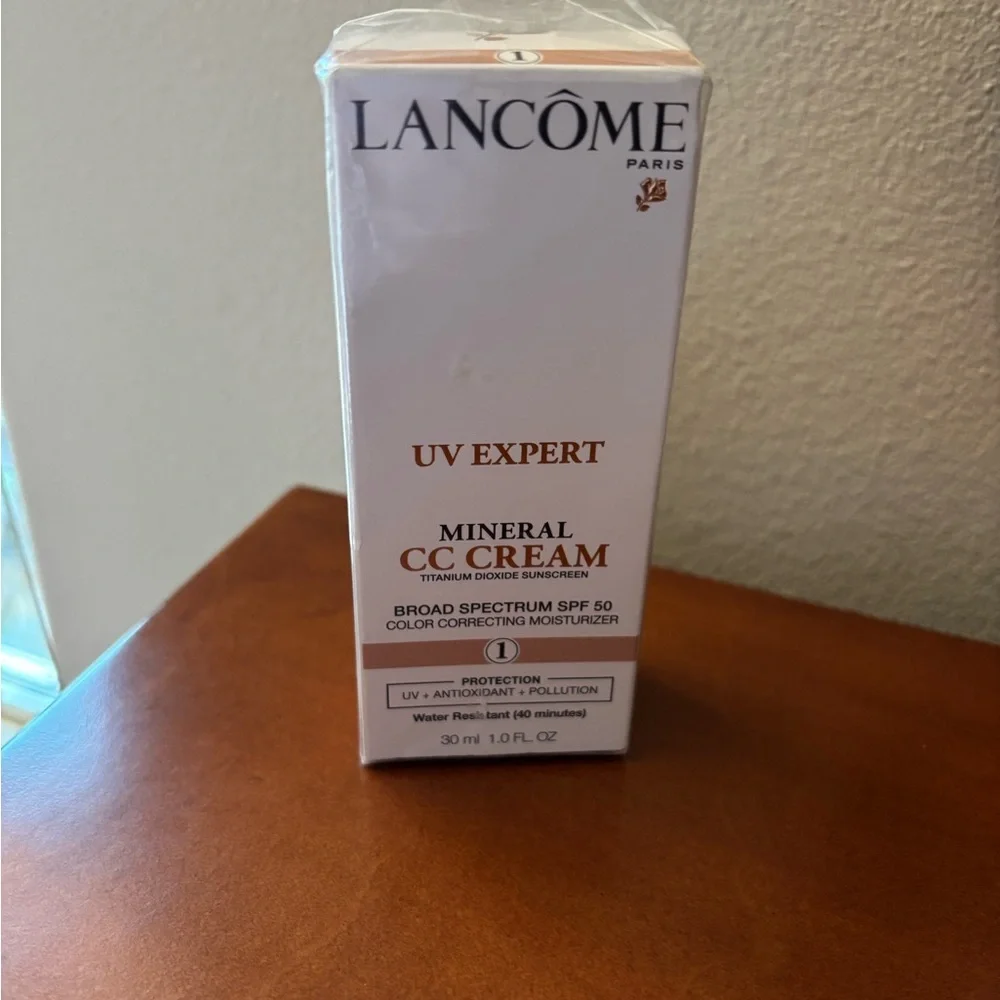 1
LANCÔME
PARIS
UV EXPERT
MINERAL
CC CREAM
TITANIUM DIOXIDE SUNSCREEN
BROAD SPECTRUM SPF 50
COLOR CORRECTING MOISTURIZER
1
PROTECTION
UV + ANTIOXIDANT + POLLUTION
Water Resistant (40 minutes)
30 ml 1.0 FL. OZ